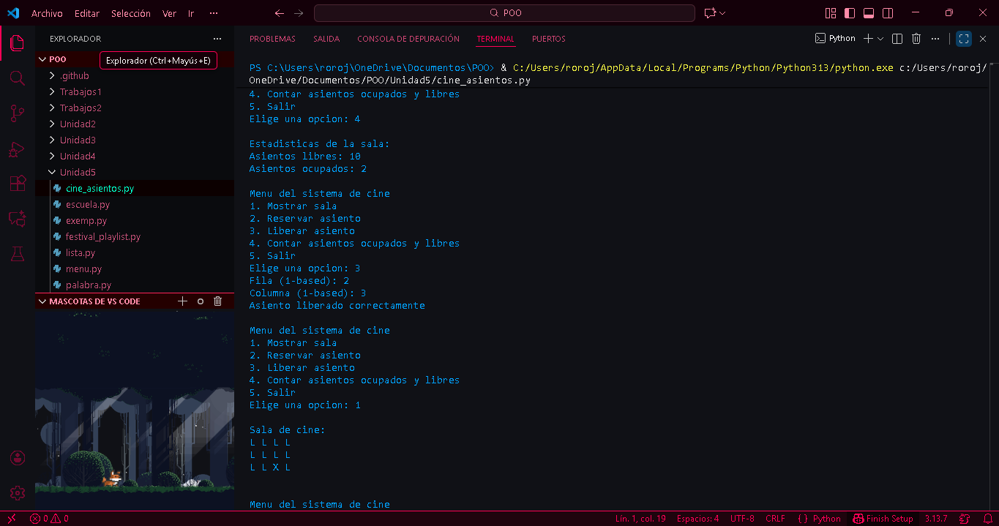 Archivo Editar Selección Ver Ir ···
POO
EXPLORADOR ···
POO
Explorador (Ctrl+Mayús+E)
.github
Trabajos1
Trabajos2
Unidad2
Unidad3
Unidad4
Unidad5
cine_asientos.py
escuela.py
exemp.py
festival_playlist.py
lista.py
menu.py
palabra.py
MASCOTAS DE VS CODE
PROBLEMAS SALIDA CONSOLA DE DEPURACIÓN TERMINAL PUERTOS
Python
PS C:\Users\roroj\OneDrive\Documentos\POO> & C:/Users/roroj/AppData/Local/Programs/Python/Python313/python.exe c:/Users/roroj/
OneDrive/Documentos/POO/Unidad5/cine_asientos.py
4. Contar asientos ocupados y libres
5. Salir
Elige una opcion: 4
Estadisticas de la sala:
Asientos libres: 10
Asientos ocupados: 2
Menu del sistema de cine
1. Mostrar sala
2. Reservar asiento
3. Liberar asiento
4. Contar asientos ocupados y libres
5. Salir
Elige una opcion: 3
Fila (1-based): 2
Columna (1-based): 3
Asiento liberado correctamente
Menu del sistema de cine
1. Mostrar sala
2. Reservar asiento
3. Liberar asiento
4. Contar asientos ocupados y libres
5. Salir
Elige una opcion: 1
Sala de cine:
L L L L
L L L L
L L X L
Menu del sistema de cine
0 0 Lín. 1, col. 19 Espacios: 4 UTF-8 CRLF {} Python Finish Setup 3.13.7